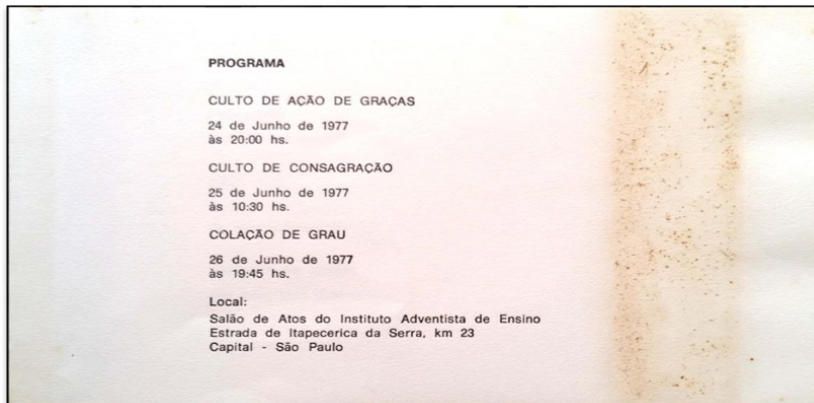 PROGRAMA
CULTO DE AÇÃO DE GRAÇAS
24 de Junho de 1977
às 20:00 hs.
CULTO DE CONSAGRAÇÃO
25 de Junho de 1977
às 10:30 hs.
COLAÇÃO DE GRAU
26 de Junho de 1977
às 19:45 hs.
Local:
Salão de Atos do Instituto Adventista de Ensino
Estrada de Itapecerica da Serra, km 23
Capital - São Paulo